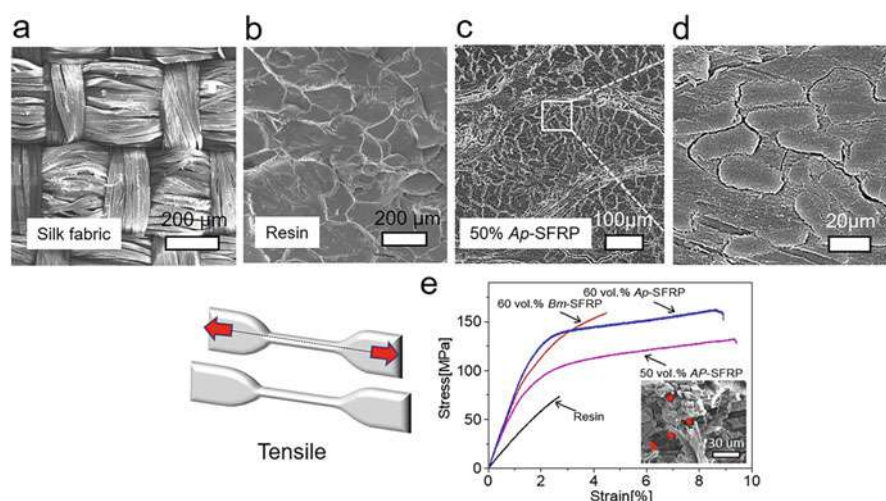 a
b
c
d
Silk fabric
200 μm
Resin
200 μm
50% Ap-SFRP
100μm
20μm
Tensile
e
60 vol.% Ap-SFRP
60 vol.% Bm-SFRP
50 vol.% AP-SFRP
Resin
30 um
Stress[MPa]
150
100
50
0
0 2 4 6 8 10
Strain[%]